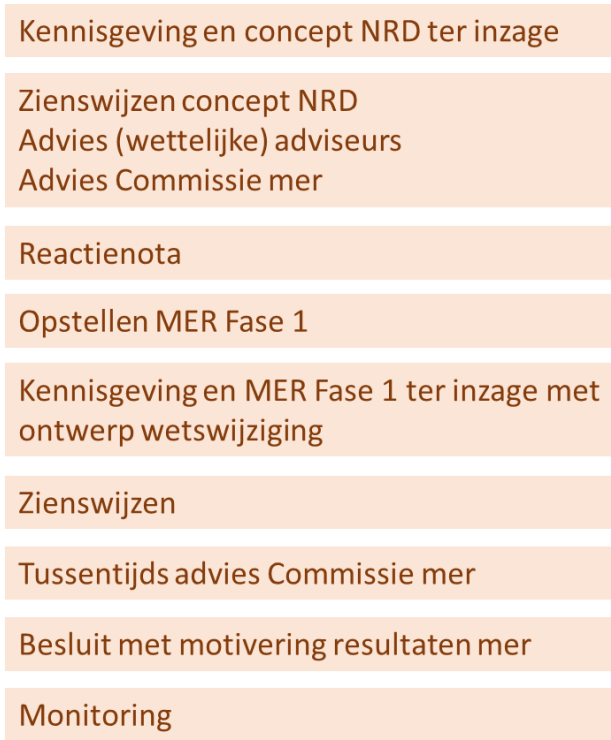 Kennisgeving en concept NRD ter inzage
Zienswijzen concept NRD
Advies (wettelijke) adviseurs
Advies Commissie mer
Reactienota
Opstellen MER Fase 1
Kennisgeving en MER Fase 1 ter inzage met
ontwerp wetswijziging
Zienswijzen
Tussentijds advies Commissie mer
Besluit met motivering resultaten mer
Monitoring